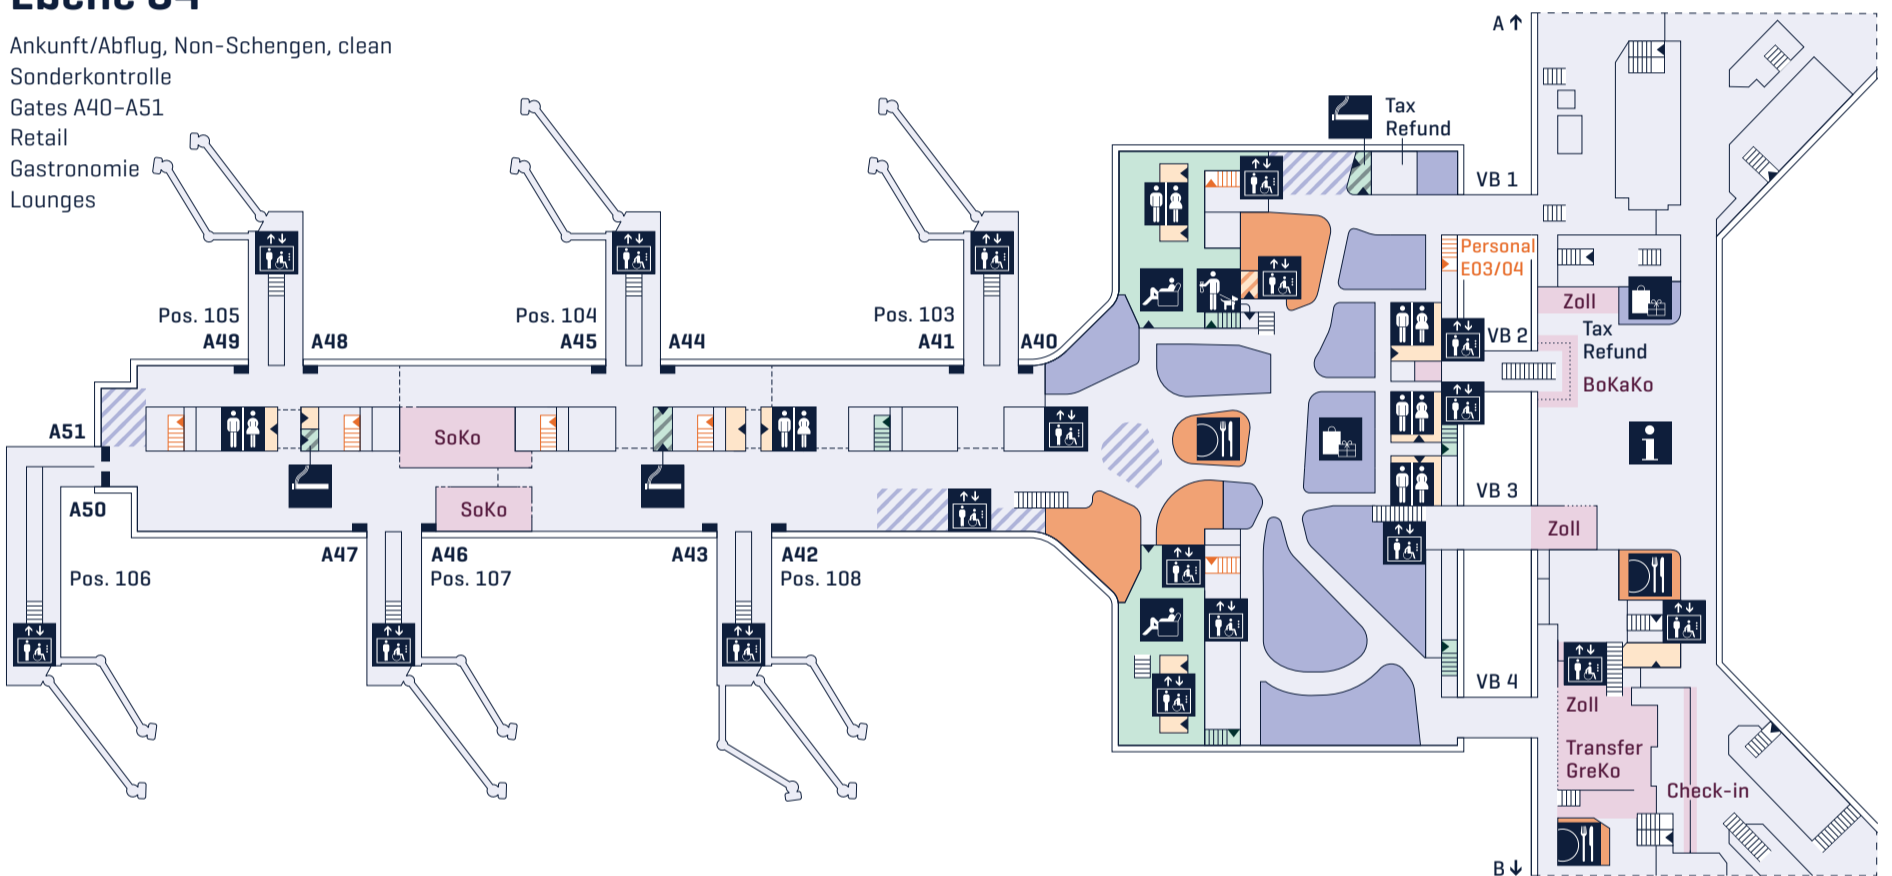 Ebene 04
Ankunft/Abflug, Non-Schengen, clean
Sonderkontrolle
Gates A40–A51
Retail
Gastronomie
Lounges
A ↑
Tax
Refund
VB 1
Personal
E03/04
Zoll
Pos. 105
A49
A48
Pos. 104
A45
A44
Pos. 103
A41
A40
VB 2
Tax
Refund
BoKaKo
A51
SoKo
A50
SoKo
VB 3
Zoll
A47
A46
Pos. 107
A43
A42
Pos. 108
Pos. 106
VB 4
Zoll
Transfer
GreKo
Check-in
B ↓